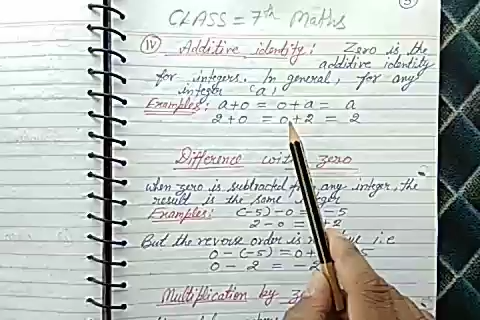 CLASS = 7th Maths
(iv) Additive identity: Zero is the
additive identity
for integers. In general, for any
integer 'a'
Examples: a+0 = 0+a = a
2+0 = 0+2 = 2
Difference with zero
when zero is subtracted any integer, the
result is the same integer
Examples: (-5)-0 = -5
2-0 = +2
But the reverse order is i.e
0-(-5) = 0+ 5
0-2 = -2
Multiplication by